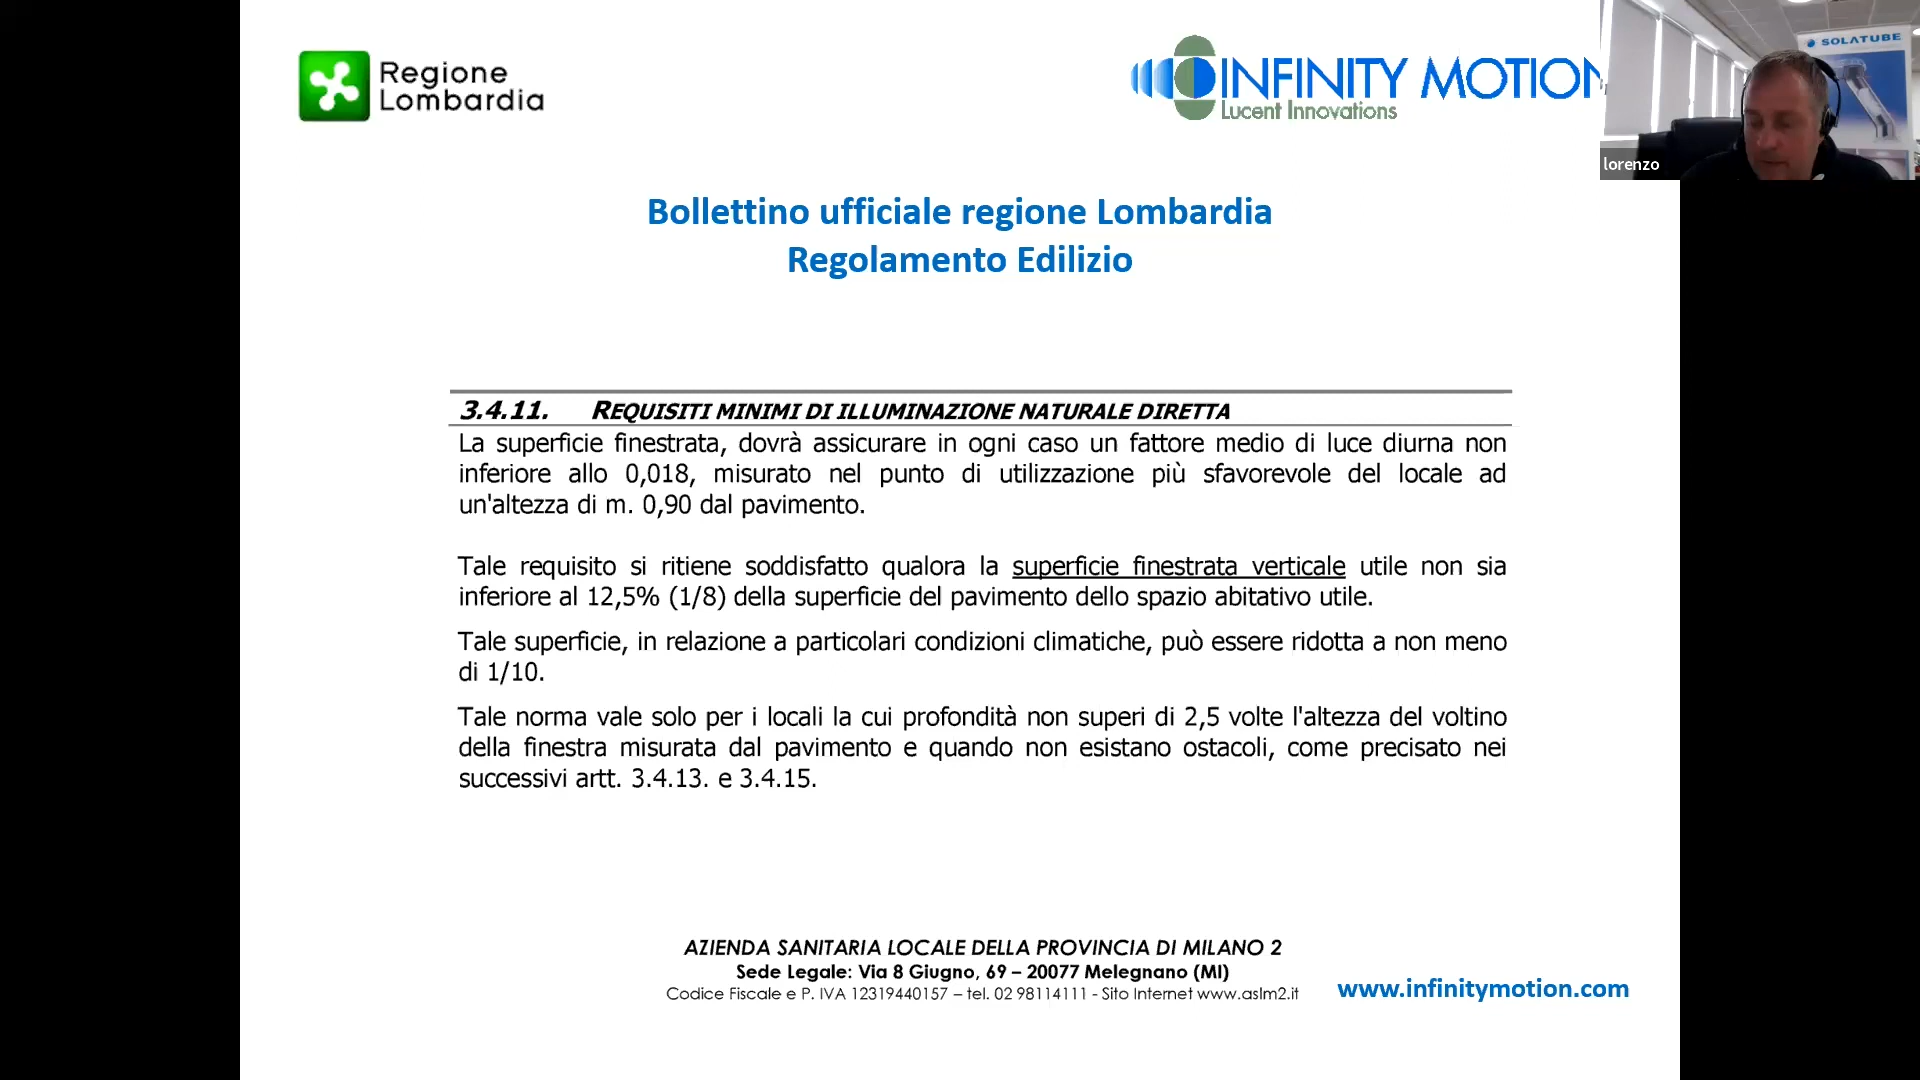 Regione
Lombardia
INFINITY MOTION
Lucent Innovations
SOLATUBE
lorenzo
Bollettino ufficiale regione Lombardia
Regolamento Edilizio
3.4.11. REQUISITI MINIMI DI ILLUMINAZIONE NATURALE DIRETTA
La superficie finestrata, dovrà assicurare in ogni caso un fattore medio di luce diurna non
inferiore allo 0,018, misurato nel punto di utilizzazione più sfavorevole del locale ad
un'altezza di m. 0,90 dal pavimento.
Tale requisito si ritiene soddisfatto qualora la superficie finestrata verticale utile non sia
inferiore al 12,5% (1/8) della superficie del pavimento dello spazio abitativo utile.
Tale superficie, in relazione a particolari condizioni climatiche, può essere ridotta a non meno
di 1/10.
Tale norma vale solo per i locali la cui profondità non superi di 2,5 volte l'altezza del voltino
della finestra misurata dal pavimento e quando non esistano ostacoli, come precisato nei
successivi artt. 3.4.13. e 3.4.15.
AZIENDA SANITARIA LOCALE DELLA PROVINCIA DI MILANO 2
Sede Legale: Via 8 Giugno, 69 – 20077 Melegnano (MI)
Codice Fiscale e P. IVA 12319440157 – tel. 02 98114111 - Sito Internet www.aslm2.it
www.infinitymotion.com